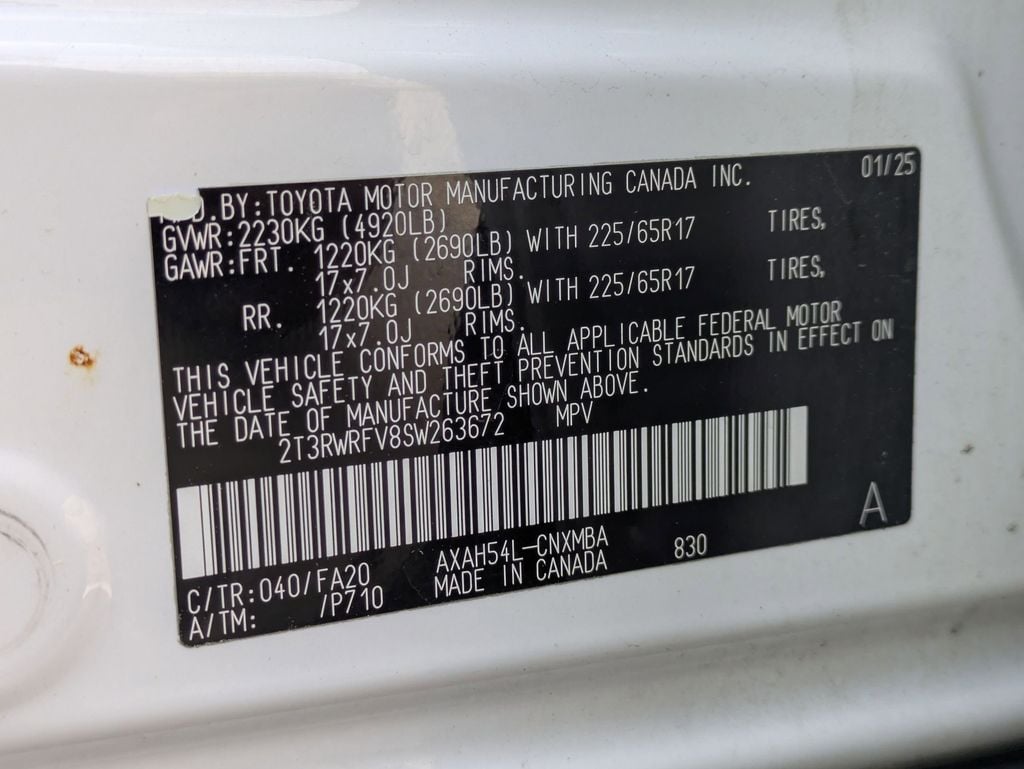 01/25
.BY:TOYOTA MOTOR MANUFACTURING CANADA INC.
GVWR:2230KG (4920LB)
GAWR:FRT. 1220KG (2690LB) WITH 225/65R17 TIRES,
17x7.0J RIMS.
RR. 1220KG (2690LB) WITH 225/65R17 TIRES,
17x7.0J RIMS.
THIS VEHICLE CONFORMS TO ALL APPLICABLE FEDERAL MOTOR
VEHICLE SAFETY AND THEFT PREVENTION STANDARDS IN EFFECT ON
THE DATE OF MANUFACTURE SHOWN ABOVE.
2T3RWRFV8SW263672 MPV
A
C/TR:040/FA20 AXAH54L-CNXMBA 830
A/TM: /P710 MADE IN CANADA